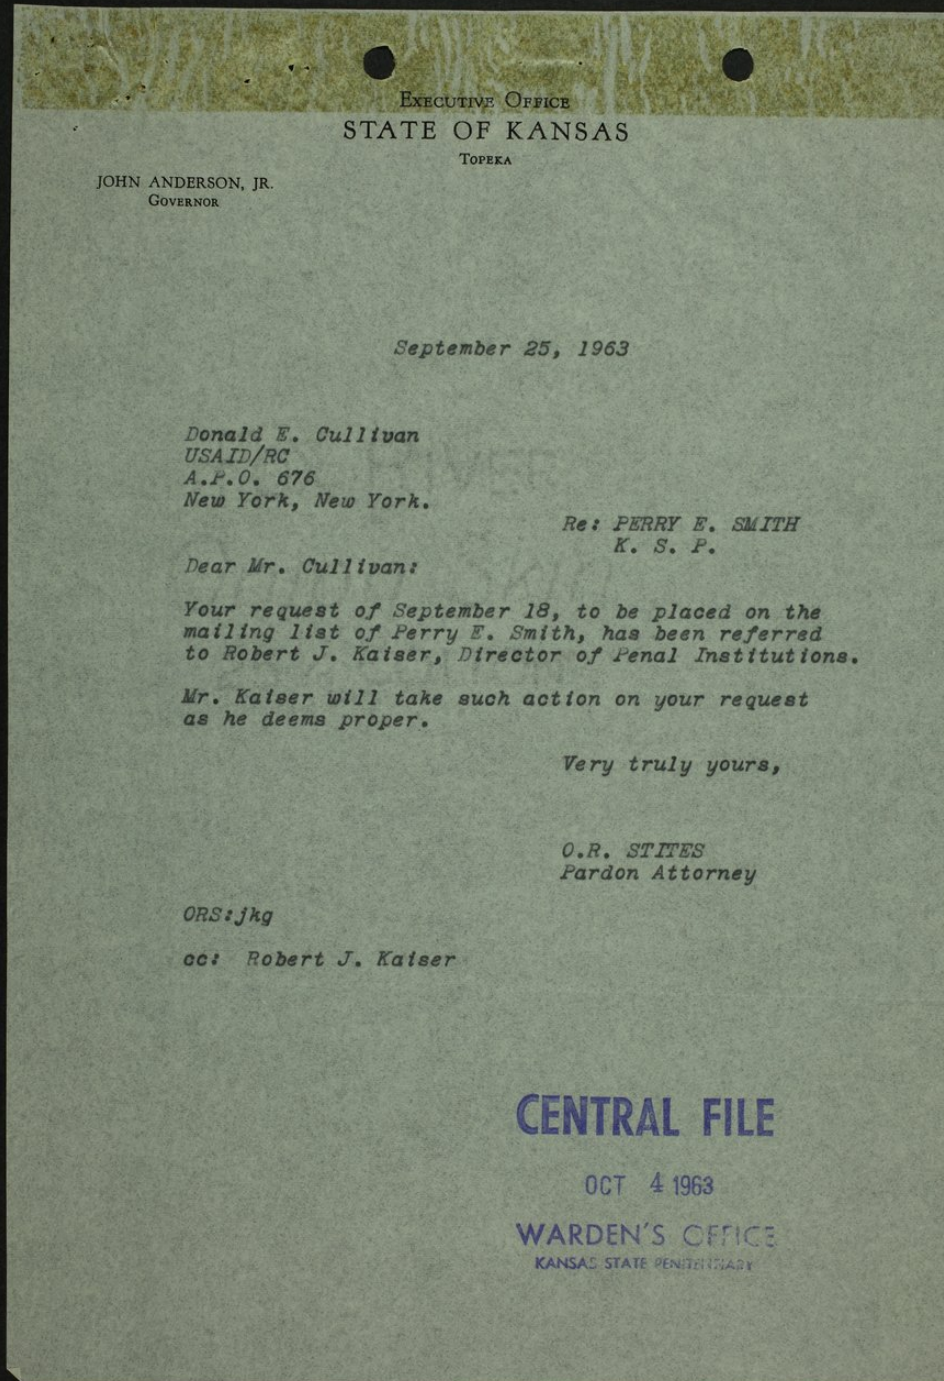 EXECUTIVE OFFICE
STATE OF KANSAS
TOPEKA
JOHN ANDERSON, JR.
GOVERNOR
September 25, 1963
Donald E. Cullivan
USAID/RC
A.P.O. 676
New York, New York.
Re: PERRY E. SMITH
K. S. P.
Dear Mr. Cullivan:
Your request of September 18, to be placed on the
mailing list of Perry E. Smith, has been referred
to Robert J. Kaiser, Director of Penal Institutions.
Mr. Kaiser will take such action on your request
as he deems proper.
Very truly yours,
O.R. STITES
Pardon Attorney
ORS:jkg
cc: Robert J. Kaiser
CENTRAL FILE
OCT 4 1963
WARDEN'S OFFICE
KANSAS STATE PENITENTIARY